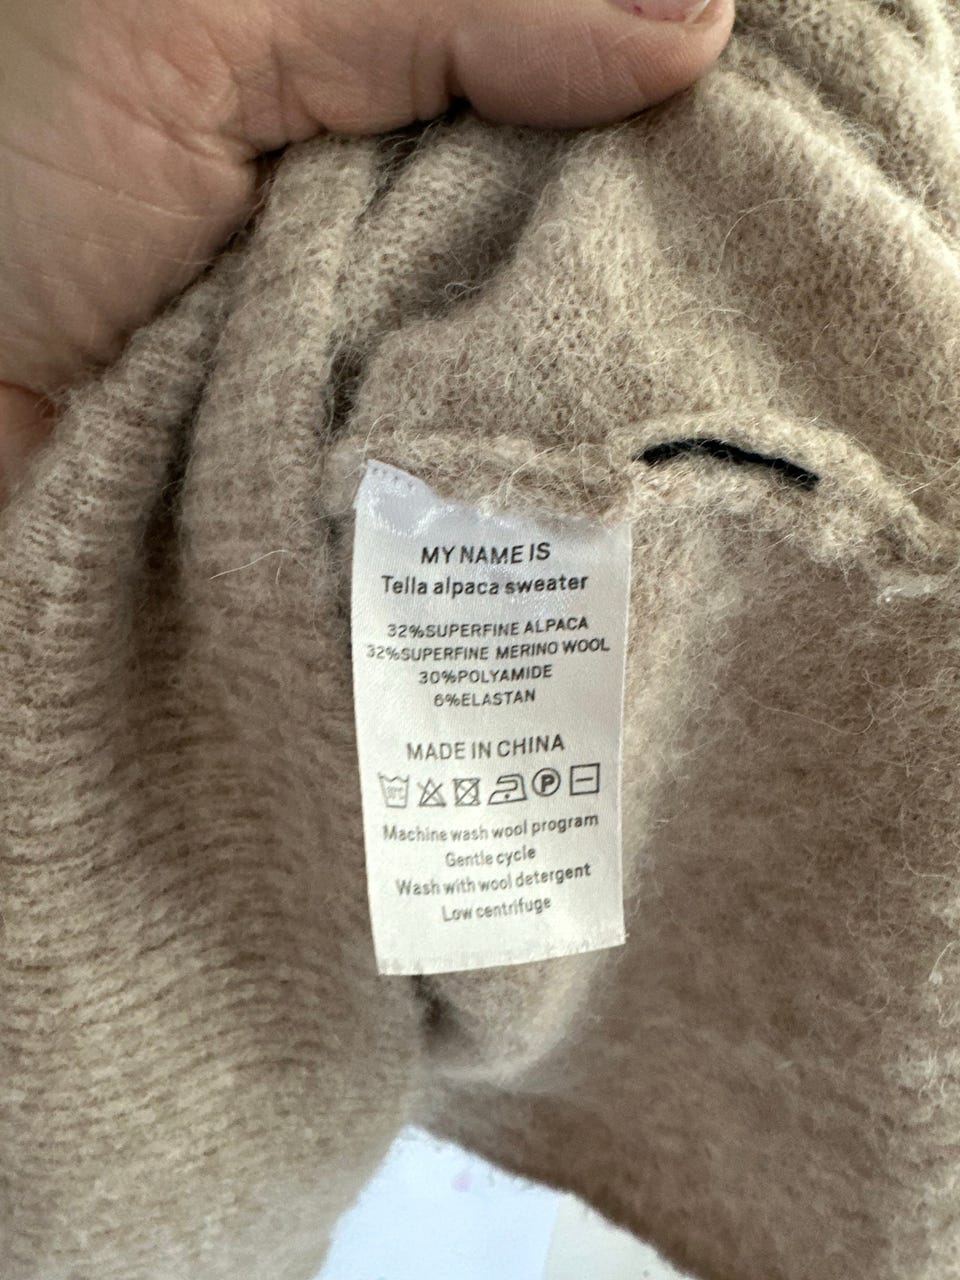 MY NAME IS
Tella alpaca sweater
32%SUPERFINE ALPACA
32%SUPERFINE MERINO WOOL
30%POLYAMIDE
6%ELASTAN
MADE IN CHINA
30°C P
Machine wash wool program
Gentle cycle
Wash with wool detergent
Low centrifuge